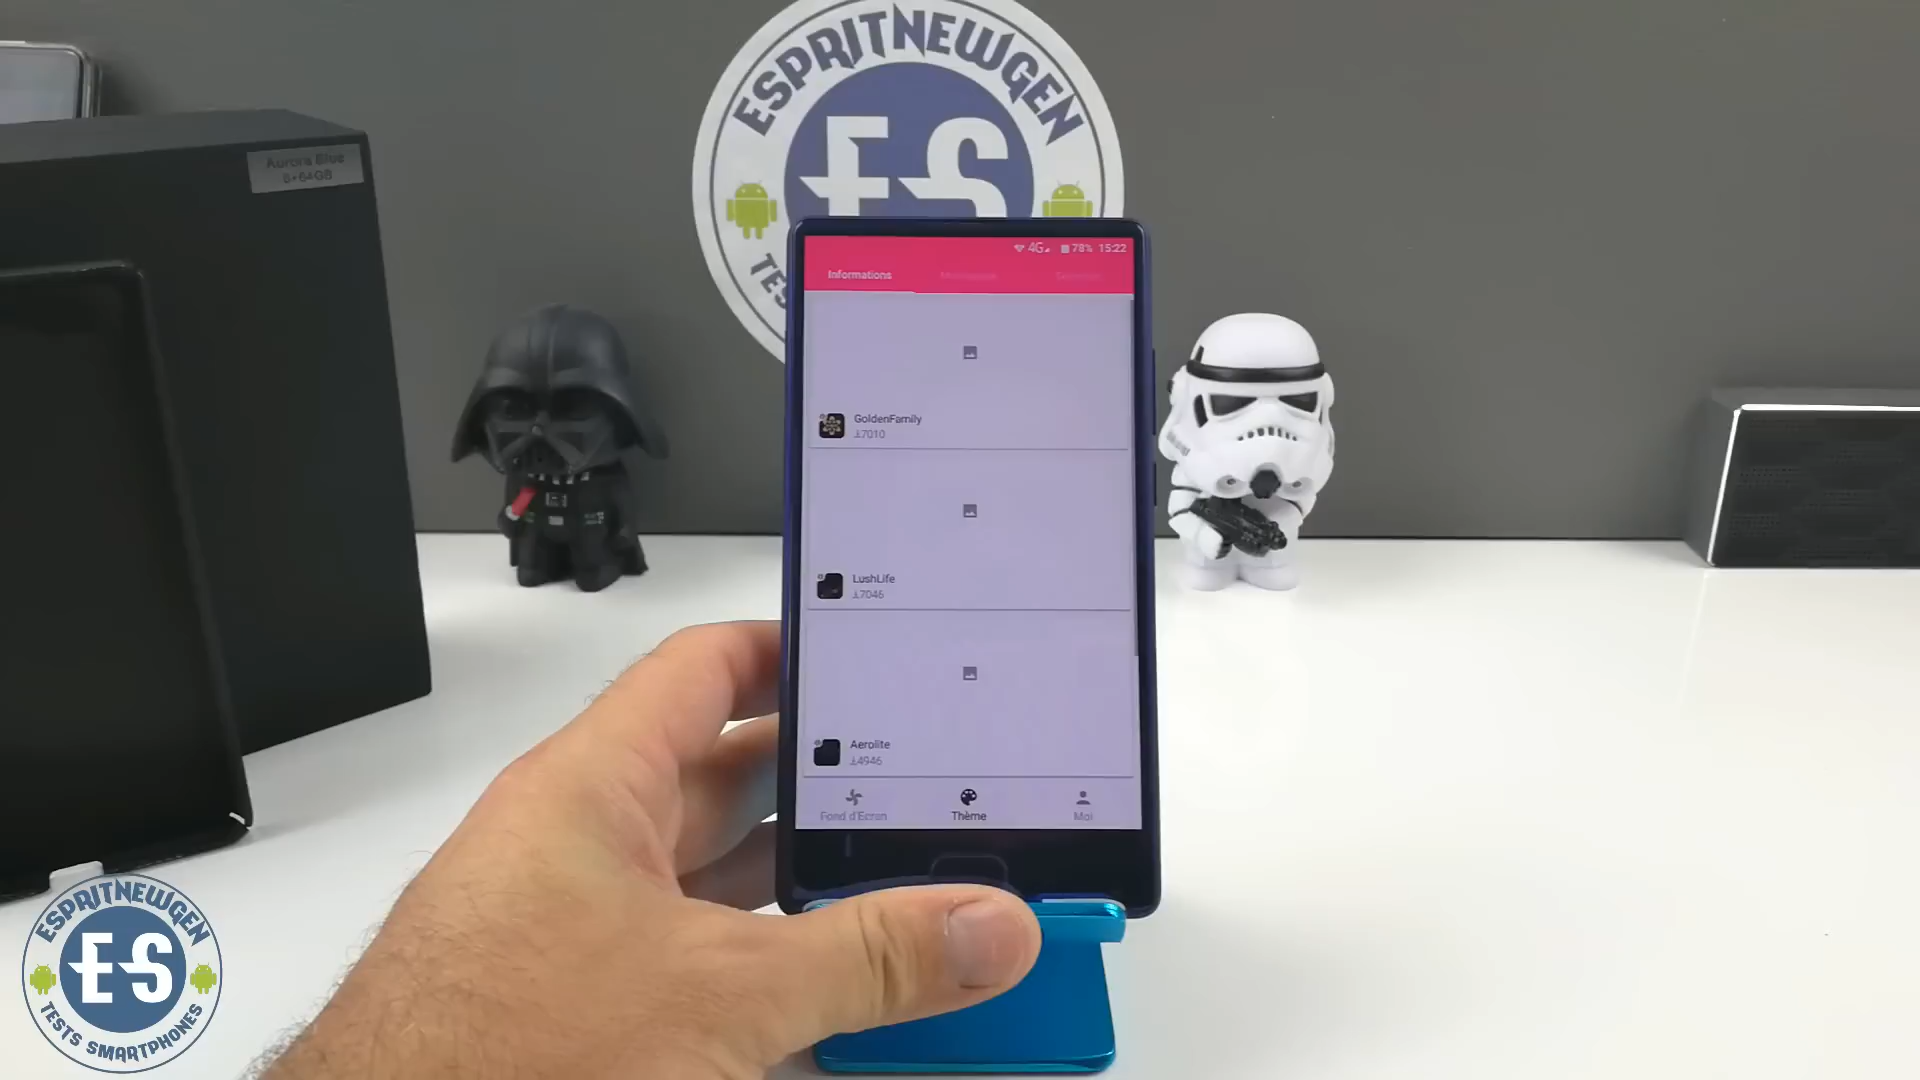 ESPRITNEWGEN
ES
Aurora Blue
6+64GB
4G 78% 15:22
Informations
GoldenFamily
7010
LushLife
7046
Aerolite
4946
Fond d'Ecran
Thème
Moi
ESPRITNEWGEN
ES
TESTS SMARTPHONES